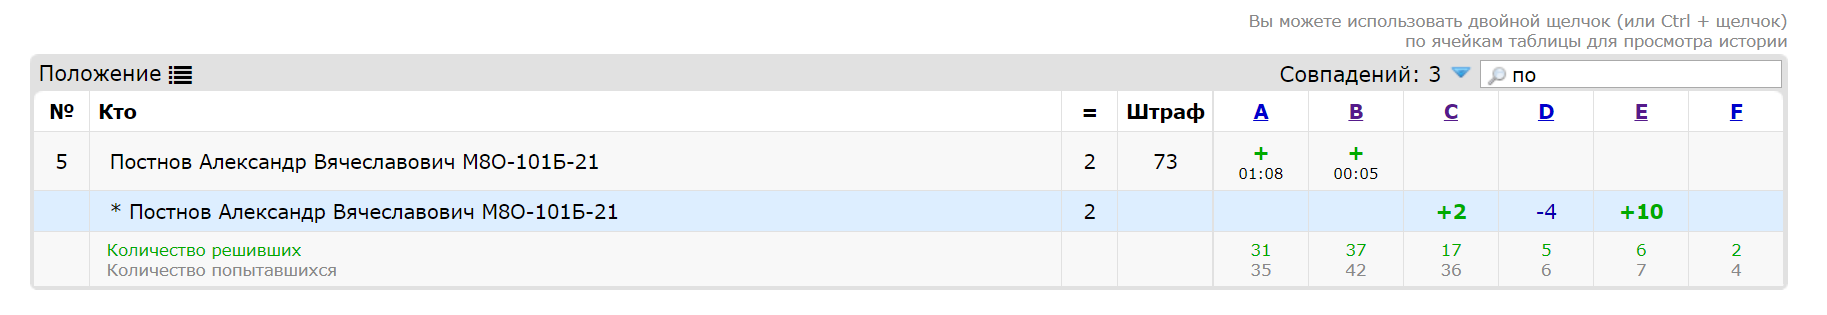 Вы можете использовать двойной щелчок (или Ctrl + щелчок)
по ячейкам таблицы для просмотра истории
Положение Совпадений: 3 по
№ Кто = Штраф A B C D E F
5 Постнов Александр Вячеславович М8О-101Б-21 2 73 + +
01:08 00:05
* Постнов Александр Вячеславович М8О-101Б-21 2 +2 -4 +10
Количество решивших 31 37 17 5 6 2
Количество попытавшихся 35 42 36 6 7 4